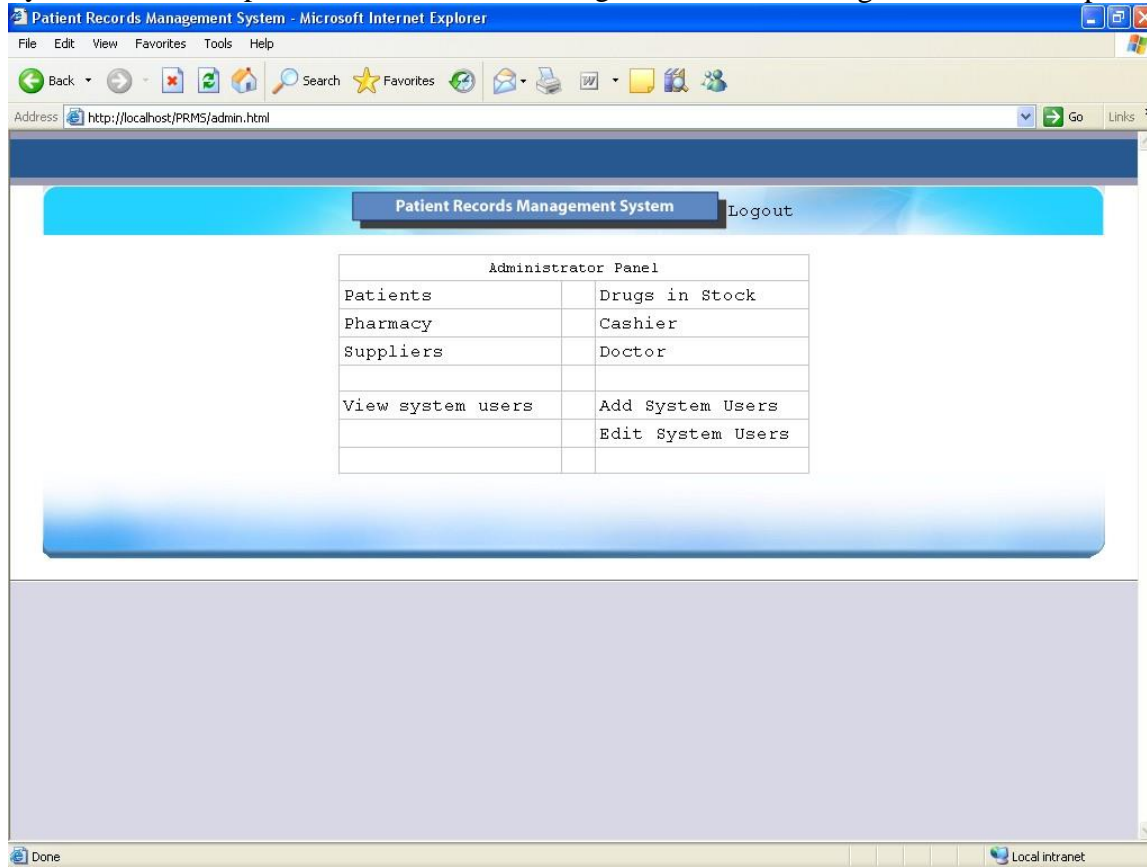 Patient Records Management System - Microsoft Internet Explorer
File Edit View Favorites Tools Help
Back Search Favorites
Address http://localhost/PRMS/admin.html Go Links
Patient Records Management System Logout
Administrator Panel
Patients Drugs in Stock
Pharmacy Cashier
Suppliers Doctor
View system users Add System Users
Edit System Users
Done Local intranet